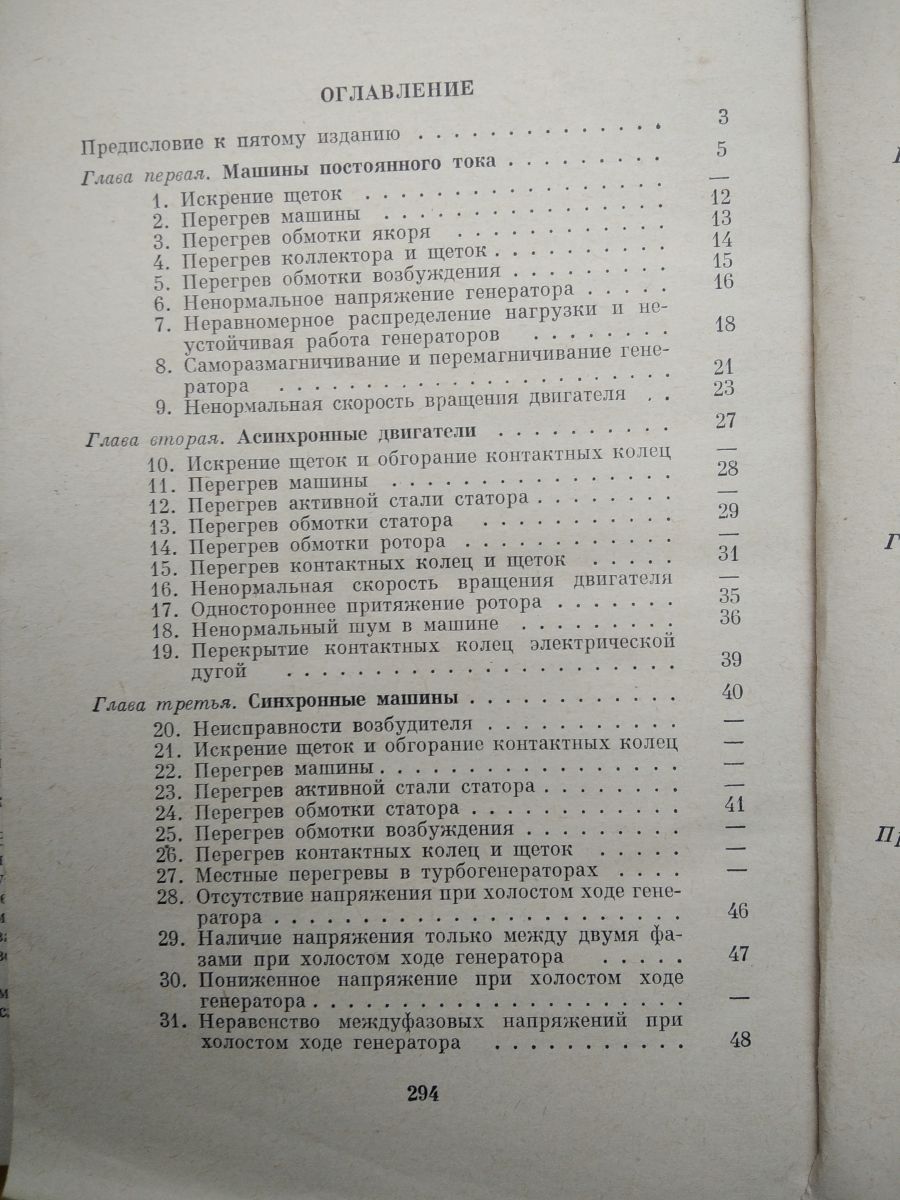 ОГЛАВЛЕНИЕ
Предисловие к пятому изданию . . . . . . . . . . . . . . 3
Глава первая. Машины постоянного тока . . . . . . . . . 5
1. Искрение щеток . . . . . . . . . . . . . . —
2. Перегрев машины . . . . . . . . . . . . . . 12
3. Перегрев обмотки якоря . . . . . . . . . . 13
4. Перегрев коллектора и щеток . . . . . . . . . 14
5. Перегрев обмотки возбуждения . . . . . . . . 15
6. Ненормальное напряжение генератора . . . . . 16
7. Неравномерное распределение нагрузки и не-
устойчивая работа генераторов . . . . . . . 18
8. Саморазмагничивание и перемагничивание гене-
ратора . . . . . . . . . . . . . . . . . . 21
9. Ненормальная скорость вращения двигателя . . 23
Глава вторая. Асинхронные двигатели . . . . . . . . . . 27
10. Искрение щеток и обгорание контактных колец —
11. Перегрев машины . . . . . . . . . . . . . 28
12. Перегрев активной стали статора . . . . . . . —
13. Перегрев обмотки статора . . . . . . . . . . 29
14. Перегрев обмотки ротора . . . . . . . . . . . —
15. Перегрев контактных колец и щеток . . . . . 31
16. Ненормальная скорость вращения двигателя —
17. Одностороннее притяжение ротора . . . . . . . 35
18. Ненормальный шум в машине . . . . . . . . . 36
19. Перекрытие контактных колец электрической
дугой . . . . . . . . . . . . . . . . . . 39
Глава третья. Синхронные машины . . . . . . . . . . . . 40
20. Неисправности возбудителя . . . . . . . . . . —
21. Искрение щеток и обгорание контактных колец —
22. Перегрев машины . . . . . . . . . . . . . . —
23. Перегрев активной стали статора . . . . . . . —
24. Перегрев обмотки статора . . . . . . . . . . . 41
25. Перегрев обмотки возбуждения . . . . . . . . —
26. Перегрев контактных колец и щеток . . . . . —
27. Местные перегревы в турбогенераторах . . . . —
28. Отсутствие напряжения при холостом ходе гене-
ратора . . . . . . . . . . . . . . . . . . . 46
29. Наличие напряжения только между двумя фа-
зами при холостом ходе генератора . . . . . 47
30. Пониженное напряжение при холостом ходе
генератора . . . . . . . . . . . . . . . . . —
31. Неравенство междуфазовых напряжений при
холостом ходе генератора . . . . . . . . . . 48
294